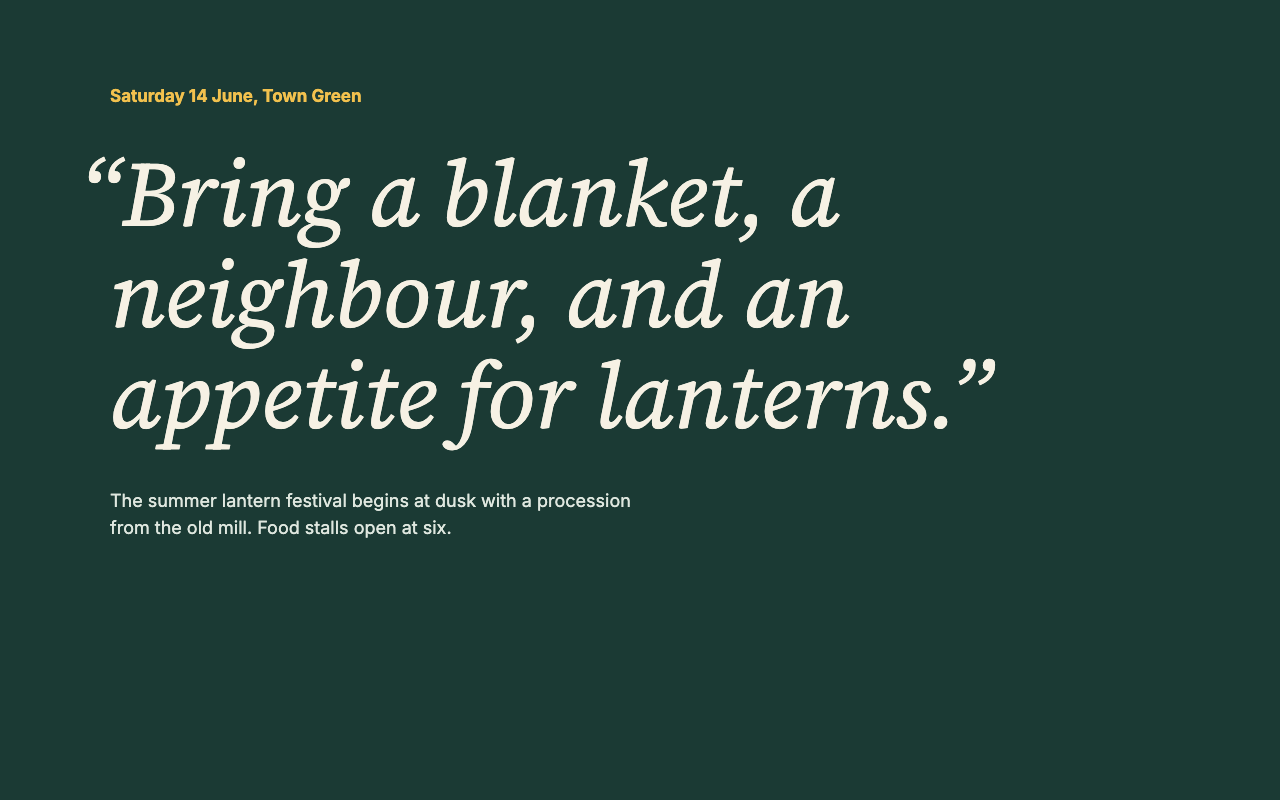 Saturday 14 June, Town Green
“Bring a blanket, a
neighbour, and an
appetite for lanterns.”
The summer lantern festival begins at dusk with a procession
from the old mill. Food stalls open at six.